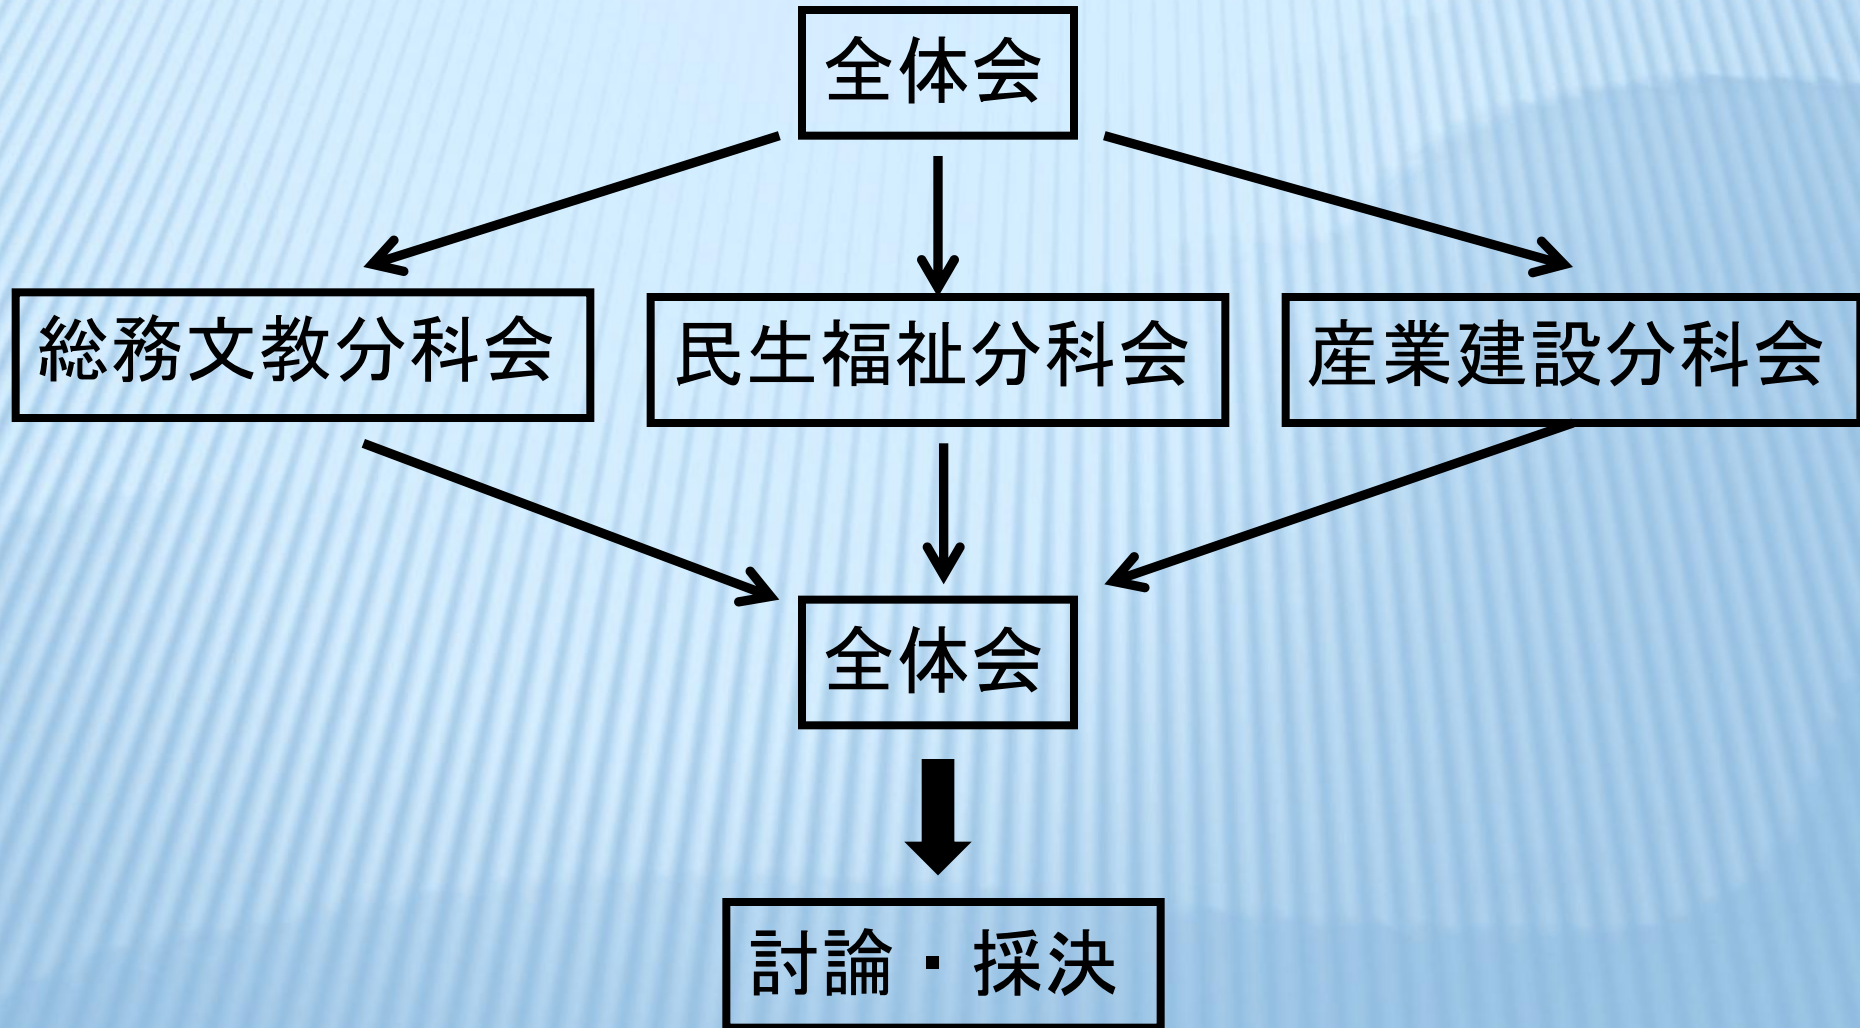 全体会
総務文教分科会
民生福祉分科会
産業建設分科会
全体会
討論・採決